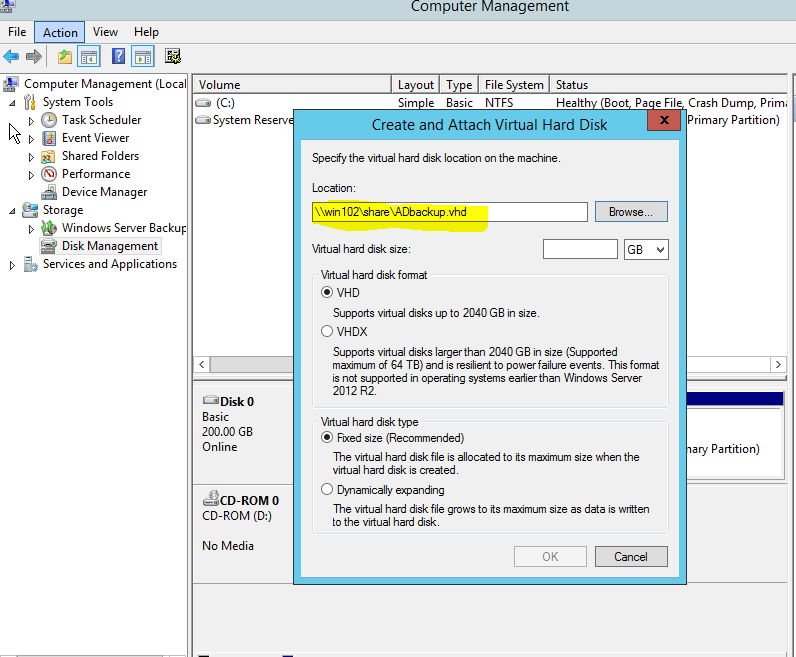 Computer Management
File Action View Help
Computer Management (Local
System Tools
Task Scheduler
Event Viewer
Shared Folders
Performance
Device Manager
Storage
Windows Server Backup
Disk Management
Services and Applications
Volume Layout Type File System Status
(C:) Simple Basic NTFS Healthy (Boot, Page File, Crash Dump, Prima
System Reserve Primary Partition)
Create and Attach Virtual Hard Disk
x
Specify the virtual hard disk location on the machine.
Location:
\\win102\share\ADbackup.vhd Browse...
Virtual hard disk size: GB
Virtual hard disk format
VHD
Supports virtual disks up to 2040 GB in size.
VHDX
Supports virtual disks larger than 2040 GB in size (Supported
maximum of 64 TB) and is resilient to power failure events. This format
is not supported in operating systems earlier than Windows Server
2012 R2.
Virtual hard disk type
Fixed size (Recommended)
The virtual hard disk file is allocated to its maximum size when the
virtual hard disk is created.
Dynamically expanding
The virtual hard disk file grows to its maximum size as data is written
to the virtual hard disk.
OK Cancel
Disk 0
Basic
200.00 GB
Online
nary Partition)
CD-ROM 0
CD-ROM (D:)
No Media